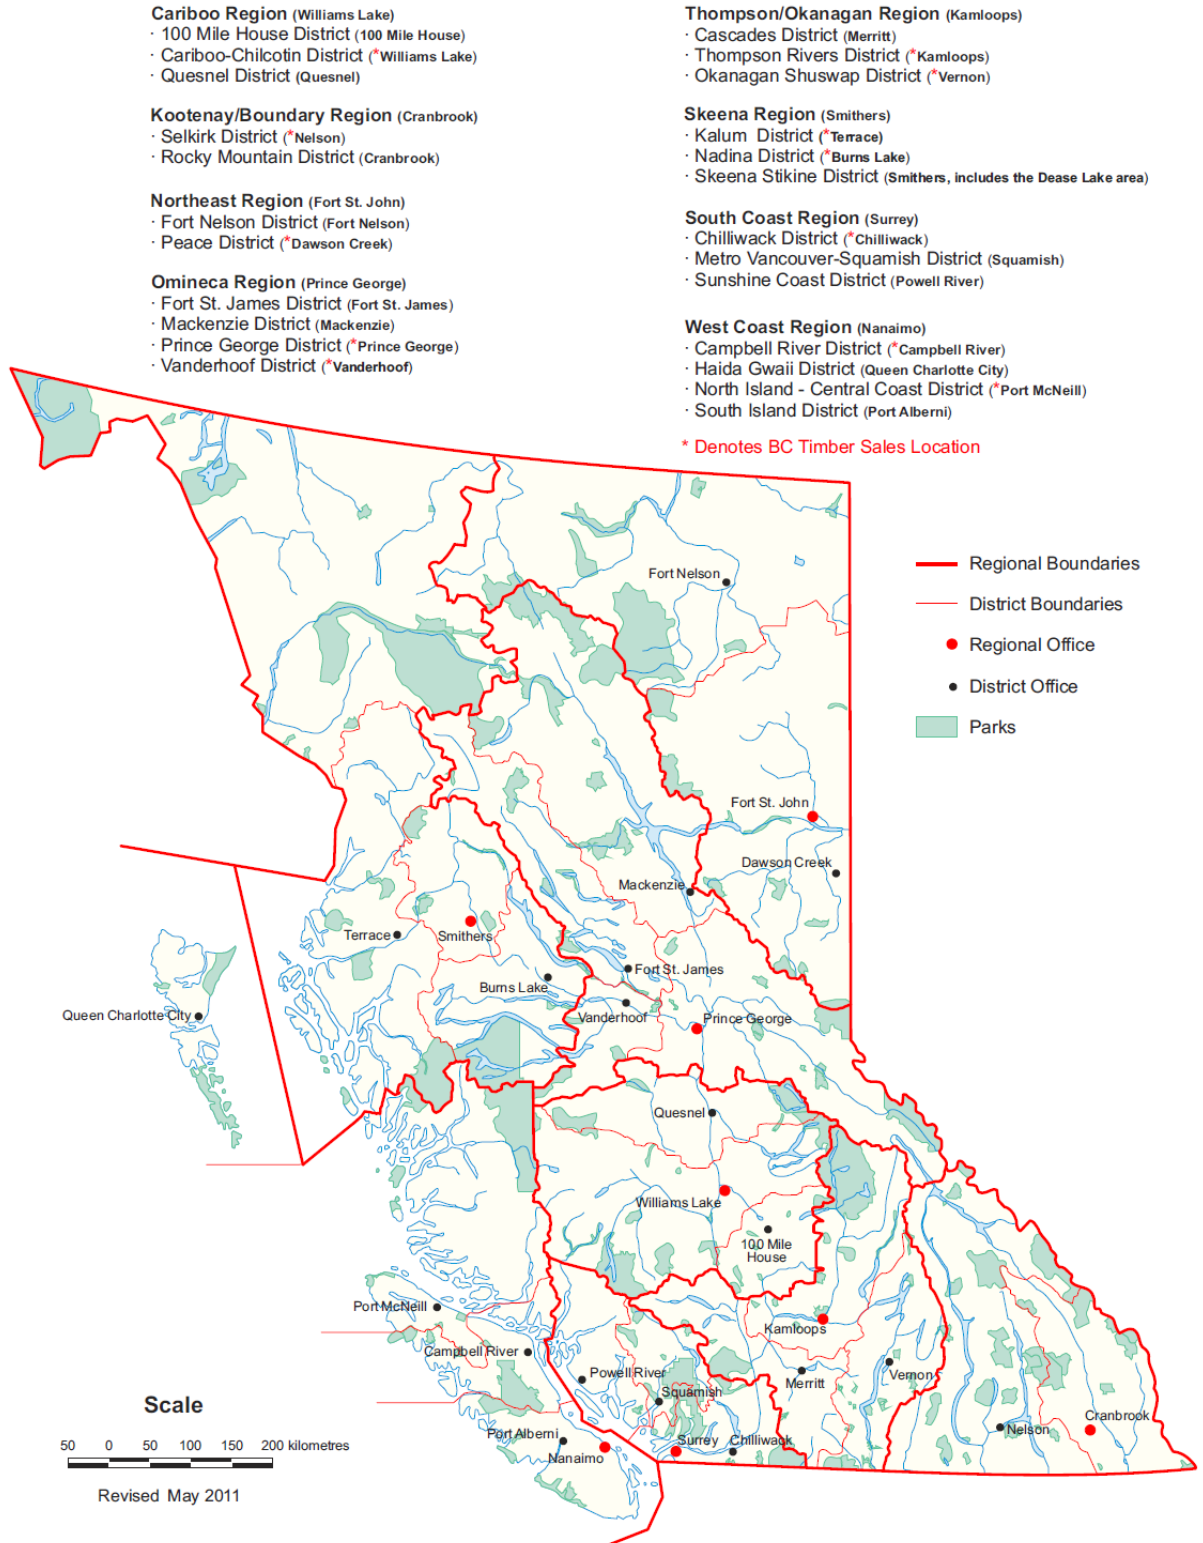 Cariboo Region (Williams Lake)
· 100 Mile House District (100 Mile House)
· Cariboo-Chilcotin District (*Williams Lake)
· Quesnel District (Quesnel)
Kootenay/Boundary Region (Cranbrook)
· Selkirk District (*Nelson)
· Rocky Mountain District (Cranbrook)
Northeast Region (Fort St. John)
· Fort Nelson District (Fort Nelson)
· Peace District (*Dawson Creek)
Omineca Region (Prince George)
· Fort St. James District (Fort St. James)
· Mackenzie District (Mackenzie)
· Prince George District (*Prince George)
· Vanderhoof District (*Vanderhoof)
Thompson/Okanagan Region (Kamloops)
· Cascades District (Merritt)
· Thompson Rivers District (*Kamloops)
· Okanagan Shuswap District (*Vernon)
Skeena Region (Smithers)
· Kalum District (*Terrace)
· Nadina District (*Burns Lake)
· Skeena Stikine District (Smithers, includes the Dease Lake area)
South Coast Region (Surrey)
· Chilliwack District (*Chilliwack)
· Metro Vancouver-Squamish District (Squamish)
· Sunshine Coast District (Powell River)
West Coast Region (Nanaimo)
· Campbell River District (*Campbell River)
· Haida Gwaii District (Queen Charlotte City)
· North Island - Central Coast District (*Port McNeill)
· South Island District (Port Alberni)
* Denotes BC Timber Sales Location
Regional Boundaries
District Boundaries
Regional Office
District Office
Parks
Fort Nelson
Fort St. John
Dawson Creek
Mackenzie
Terrace
Smithers
Fort St. James
Burns Lake
Queen Charlotte City
Vanderhoof
Prince George
Quesnel
Williams Lake
100 Mile
House
Port McNeill
Kamloops
Campbell River
Powell River
Squamish
Merritt
Vernon
Cranbrook
Nelson
Port Alberni
Surrey
Chilliwack
Nanaimo
Scale
50 0 50 100 150 200 kilometres
Revised May 2011